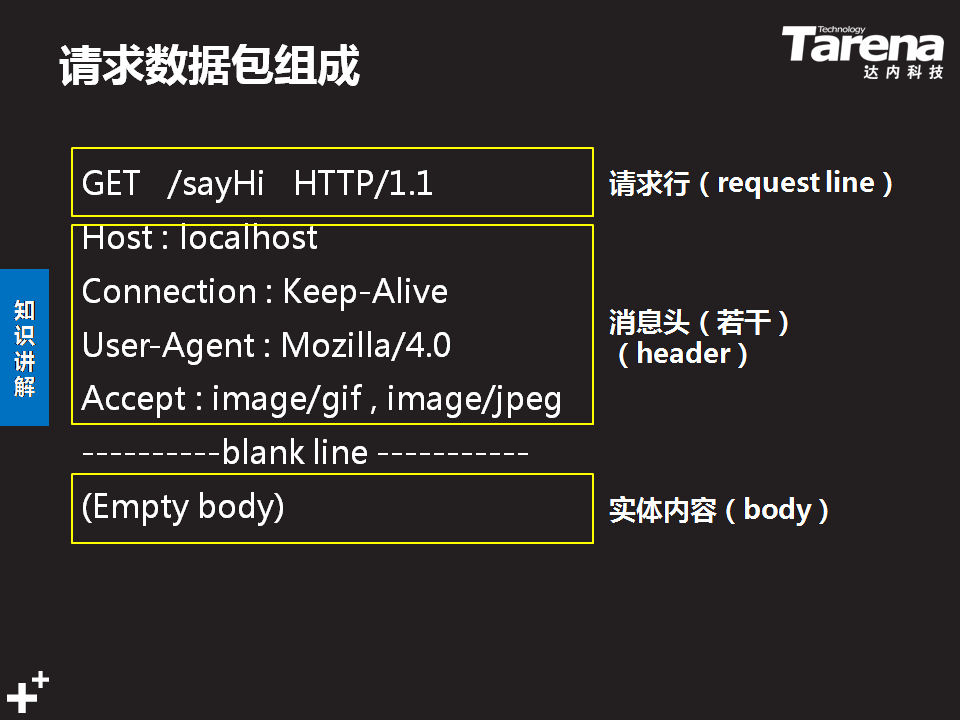 请求数据包组成
Technology
Tarena
达内科技
GET /sayHi HTTP/1.1
请求行（request line）
Host : localhost
Connection : Keep-Alive
User-Agent : Mozilla/4.0
Accept : image/gif , image/jpeg
消息头（若干）
（header）
----------blank line -----------
(Empty body)
实体内容（body）
知识讲解